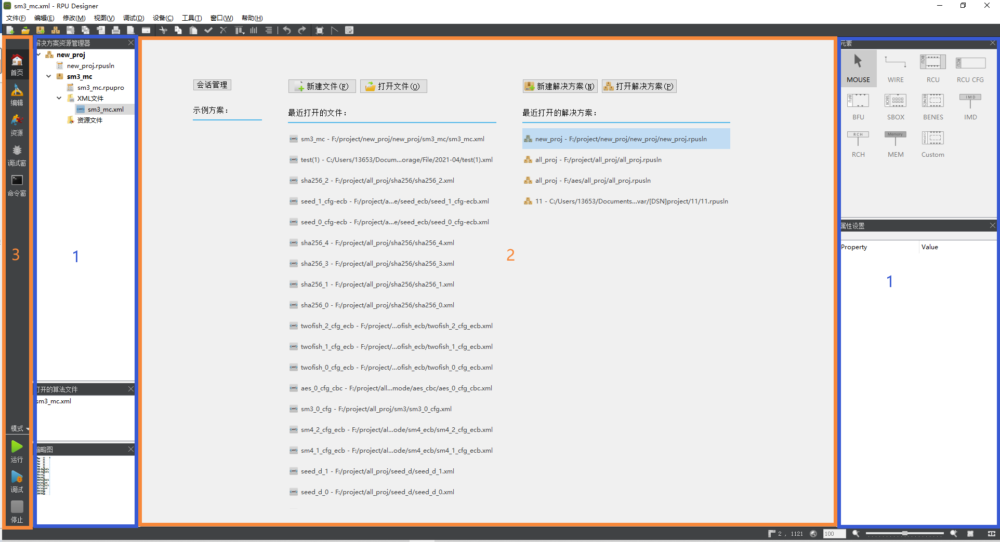 sm3_mc.xml - RPU Designer
文件(F) 编辑(E) 修改(M) 视图(V) 调试(D) 设备(C) 工具(T) 窗口(W) 帮助(H)
首页
编辑
资源
调试窗
命令窗
3
模式
运行
调试
停止
解决方案资源管理器
new_proj
new_proj.rpusln
sm3_mc
sm3_mc.rpupro
XML文件
sm3_mc.xml
资源文件
1
打开的算法文件
sm3_mc.xml
缩略图
会话管理
示例方案：
新建文件(F) 打开文件(O)
最近打开的文件：
sm3_mc - F:/project/new_proj/new_proj/sm3_mc/sm3_mc.xml
test(1) - C:/Users/13653/Docum...orage/File/2021-04/test(1).xml
sha256_2 - F:/project/all_proj/sha256/sha256_2.xml
seed_1_cfg-ecb - F:/project/a...e/seed_ecb/seed_1_cfg-ecb.xml
seed_0_cfg-ecb - F:/project/a...e/seed_ecb/seed_0_cfg-ecb.xml
sha256_4 - F:/project/all_proj/sha256/sha256_4.xml
sha256_3 - F:/project/all_proj/sha256/sha256_3.xml
sha256_1 - F:/project/all_proj/sha256/sha256_1.xml
sha256_0 - F:/project/all_proj/sha256/sha256_0.xml
twofish_2_cfg_ecb - F:/project/...ofish_ecb/twofish_2_cfg_ecb.xml
twofish_1_cfg_ecb - F:/project/...ofish_ecb/twofish_1_cfg_ecb.xml
twofish_0_cfg_ecb - F:/project/...ofish_ecb/twofish_0_cfg_ecb.xml
aes_0_cfg_cbc - F:/project/all...mode/aes_cbc/aes_0_cfg_cbc.xml
sm3_0_cfg - F:/project/all_proj/sm3/sm3_0_cfg.xml
sm4_2_cfg_ecb - F:/project/al...ode/sm4_ecb/sm4_2_cfg_ecb.xml
sm4_1_cfg_ecb - F:/project/al...ode/sm4_ecb/sm4_1_cfg_ecb.xml
seed_d_1 - F:/project/all_proj/seed_d/seed_d_1.xml
seed_d_0 - F:/project/all_proj/seed_d/seed_d_0.xml
2
新建解决方案(N) 打开解决方案(P)
最近打开的解决方案：
new_proj - F:/project/new_proj/new_proj/new_proj.rpusln
all_proj - F:/project/all_proj/all_proj.rpusln
all_proj - F:/aes/all_proj/all_proj.rpusln
11 - C:/Users/13653/Documents...var/[DSN]project/11/11.rpusln
元素
BCU RCU
MOUSE WIRE RCU RCU CFG
BFU SBOX BENES IMD
BFU SBOX BENES IMD
RCH Memory CUSTOM
RCH MEM Custom
属性设置
Property Value
1
2 , 1121 100